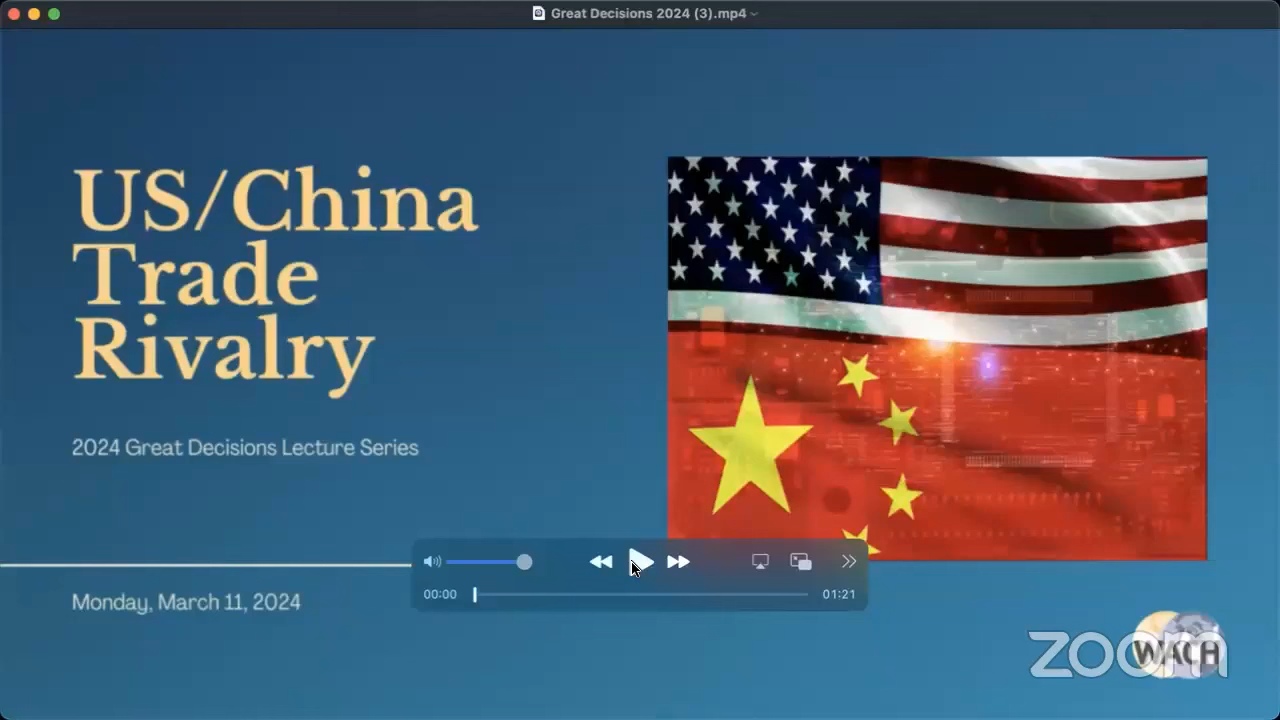 Great Decisions 2024 (3).mp4
US/China
Trade
Rivalry
2024 Great Decisions Lecture Series
00:00
01:21
Monday, March 11, 2024
WACH
zoom